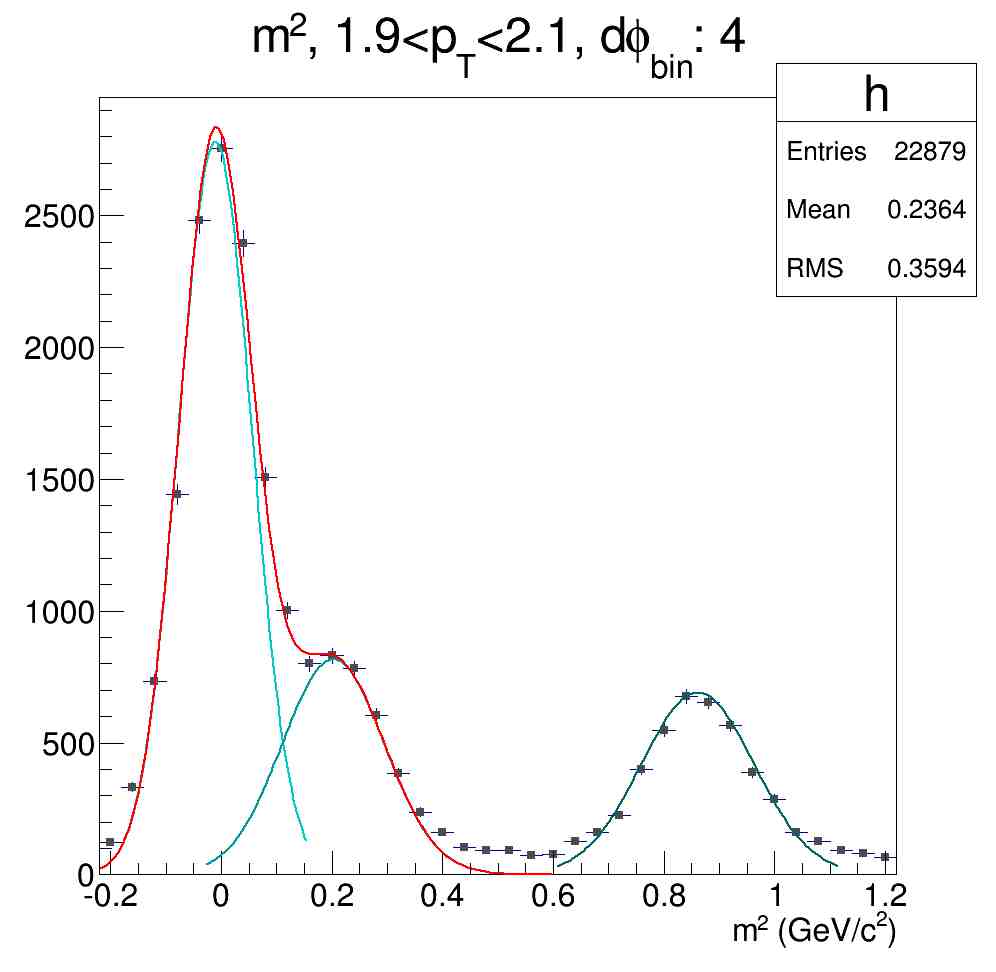 m², 1.9<p_T<2.1, dϕ_bin: 4
h
Entries 22879
Mean 0.2364
RMS 0.3594
2500
2000
1500
1000
500
0
-0.2 0 0.2 0.4 0.6 0.8 1 1.2
m² (GeV/c²)